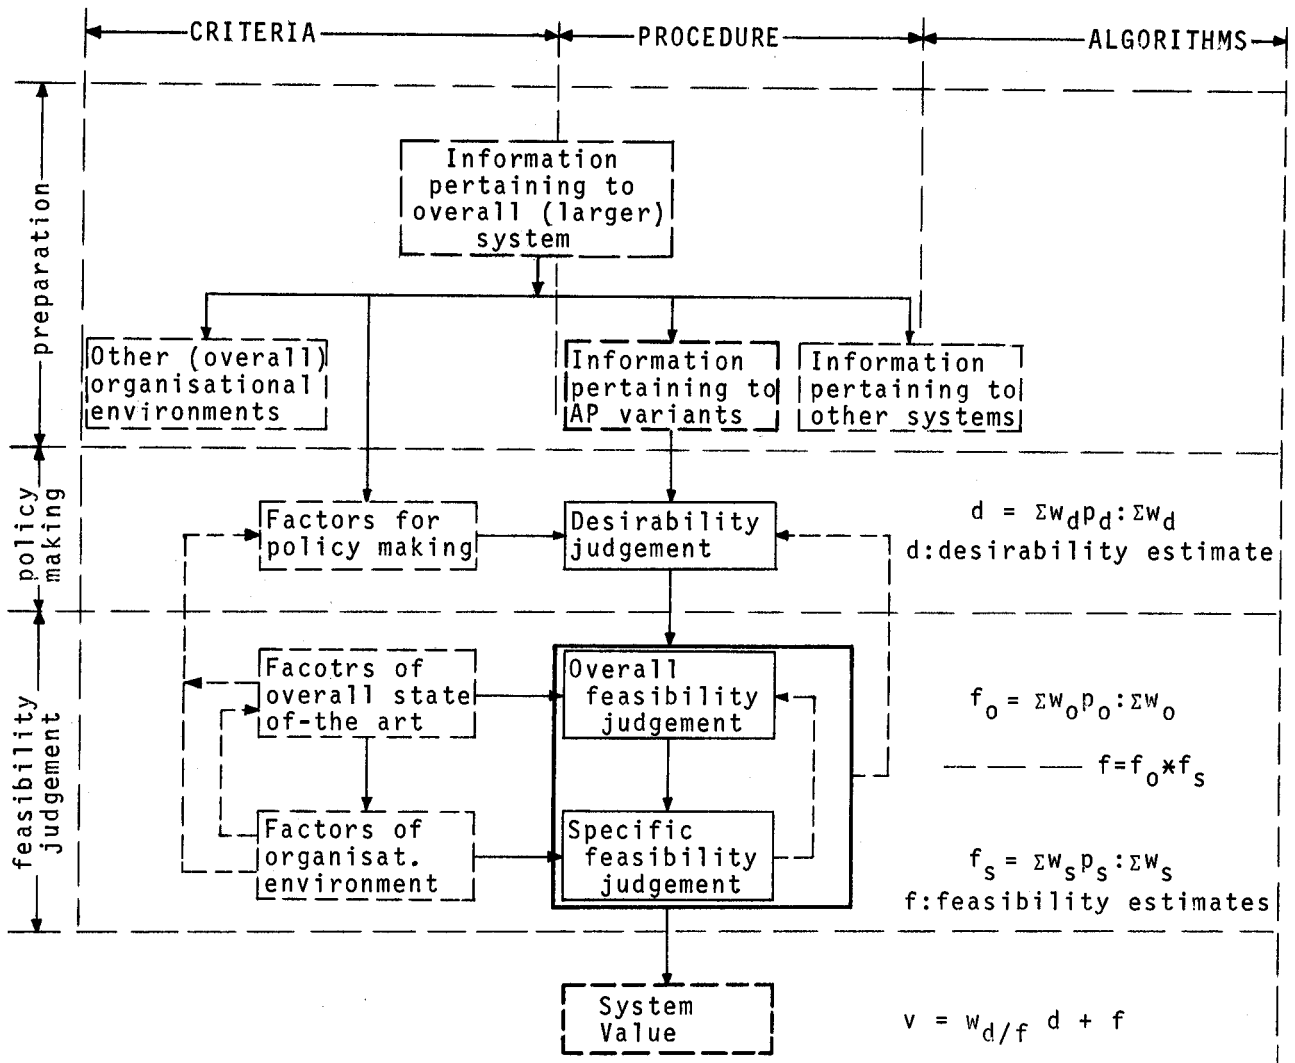 CRITERIA
PROCEDURE
ALGORITHMS
preparation
Information
pertaining to
overall (larger)
system
Other (overall)
organisational
environments
Information
pertaining to
AP variants
Information
pertaining to
other systems
policy
making
Factors for
policy making
Desirability
judgement
d = Σw_d p_d : Σw_d
d:desirability estimate
feasibility
judgement
Facotrs of
overall state
of-the art
Overall
feasibility
judgement
f_o = Σw_o p_o : Σw_o
f=f_o*f_s
Factors of
organisat.
environment
Specific
feasibility
judgement
f_s = Σw_s p_s : Σw_s
f:feasibility estimates
System
Value
v = w_d/f d + f